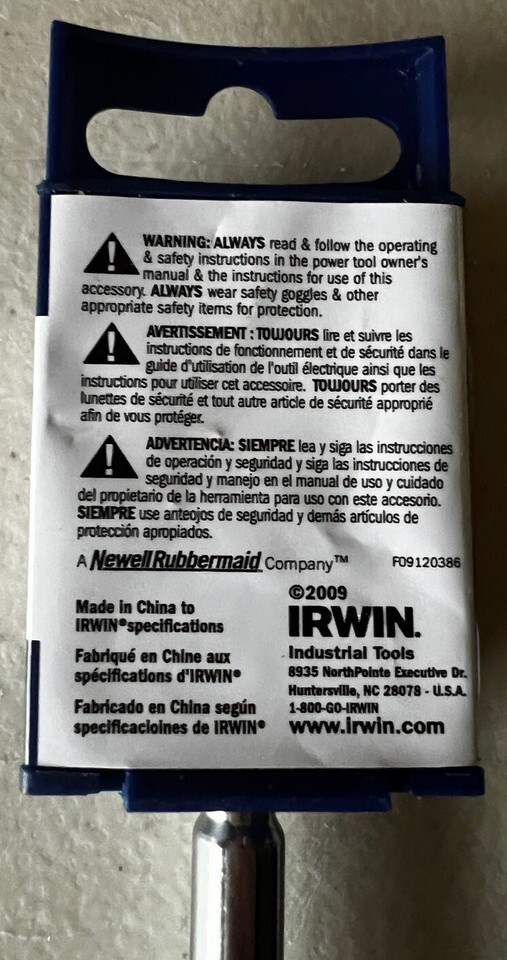 WARNING: ALWAYS read & follow the operating
& safety instructions in the power tool owner's
manual & the instructions for use of this
accessory. ALWAYS wear safety goggles & other
appropriate safety items for protection.
AVERTISSEMENT : TOUJOURS lire et suivre les
instructions de fonctionnement et de sécurité dans le
guide d'utilisation de l'outil électrique ainsi que les
instructions pour utiliser cet accessoire. TOUJOURS porter des
lunettes de sécurité et tout autre article de sécurité approprié
afin de vous protéger.
ADVERTENCIA: SIEMPRE lea y siga las instrucciones
de operación y seguridad y siga las instrucciones de
seguridad y manejo en el manual de uso y cuidado
del propietario de la herramienta para uso con este accesorio.
SIEMPRE use anteojos de seguridad y demás artículos de
protección apropiados.
A NewellRubbermaid Company™ F09120386
Made in China to
IRWIN® specifications
Fabriqué en Chine aux
spécifications d'IRWIN®
Fabricado en China según
specificacioines de IRWIN®
©2009
IRWIN.
Industrial Tools
8935 NorthPointe Executive Dr.
Huntersville, NC 28078 - U.S.A.
1-800-GO-IRWIN
www.irwin.com